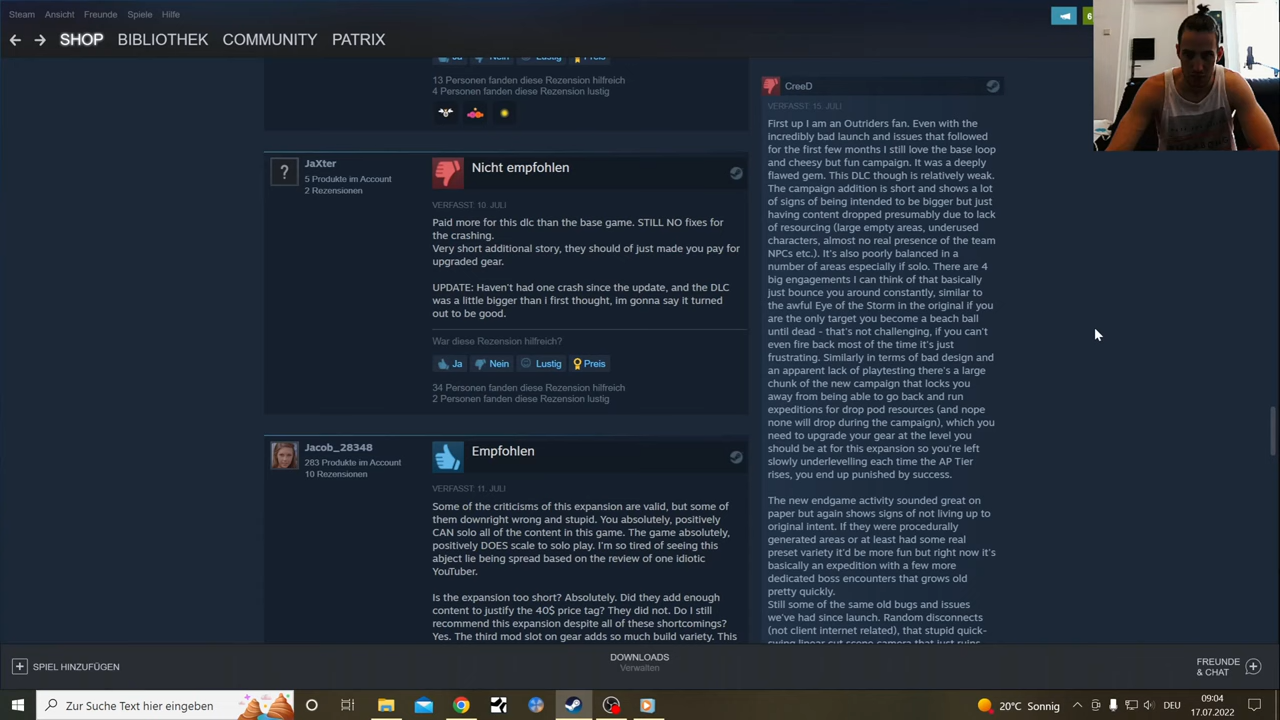 Steam Ansicht Freunde Spiele Hilfe
6
SHOP BIBLIOTHEK COMMUNITY PATRIX
Ja Nein Lustig Preis
13 Personen fanden diese Rezension hilfreich
4 Personen fanden diese Rezension lustig
JaXter
5 Produkte im Account
2 Rezensionen
Nicht empfohlen
VERFASST: 10. JULI
Paid more for this dlc than the base game. STILL NO fixes for
the crashing.
Very short additional story, they should of just made you pay for
upgraded gear.
UPDATE: Haven't had one crash since the update, and the DLC
was a little bigger than i first thought, im gonna say it turned
out to be good.
War diese Rezension hilfreich?
Ja Nein Lustig Preis
34 Personen fanden diese Rezension hilfreich
2 Personen fanden diese Rezension lustig
Jacob_28348
283 Produkte im Account
10 Rezensionen
Empfohlen
VERFASST: 11. JULI
Some of the criticisms of this expansion are valid, but some of
them downright wrong and stupid. You absolutely, positively
CAN solo all of the content in this game. The game absolutely,
positively DOES scale to solo play. I'm so tired of seeing this
abject lie being spread based on the review of one idiotic
YouTuber.
Is the expansion too short? Absolutely. Did they add enough
content to justify the 40$ price tag? They did not. Do I still
recommend this expansion despite all of these shortcomings?
Yes. The third mod slot on gear adds so much build variety. This
CreeD
VERFASST: 15. JULI
First up I am an Outriders fan. Even with the
incredibly bad launch and issues that followed
for the first few months I still love the base loop
and cheesy but fun campaign. It was a deeply
flawed gem. This DLC though is relatively weak.
The campaign addition is short and shows a lot
of signs of being intended to be bigger but just
having content dropped presumably due to lack
of resourcing (large empty areas, underused
characters, almost no real presence of the team
NPCs etc.). It's also poorly balanced in a
number of areas especially if solo. There are 4
big engagements I can think of that basically
just bounce you around constantly, similar to
the awful Eye of the Storm in the original if you
are the only target you become a beach ball
until dead - that's not challenging, if you can't
even fire back most of the time it's just
frustrating. Similarly in terms of bad design and
an apparent lack of playtesting there's a large
chunk of the new campaign that locks you
away from being able to go back and run
expeditions for drop pod resources (and nope
none will drop during the campaign), which you
need to upgrade your gear at the level you
should be at for this expansion so you're left
slowly underlevelling each time the AP Tier
rises, you end up punished by success.
The new endgame activity sounded great on
paper but again shows signs of not living up to
original intent. If they were procedurally
generated areas or at least had some real
preset variety it'd be more fun but right now it's
basically an expedition with a few more
dedicated boss encounters that grows old
pretty quickly.
Still some of the same old bugs and issues
we've had since launch. Random disconnects
(not client internet related), that stupid quick-
swing linear cut scene camera that just ruins
SPIEL HINZUFÜGEN
DOWNLOADS
Verwalten
FREUNDE
& CHAT
Zur Suche Text hier eingeben
20°C Sonnig
DEU
09:04
17.07.2022